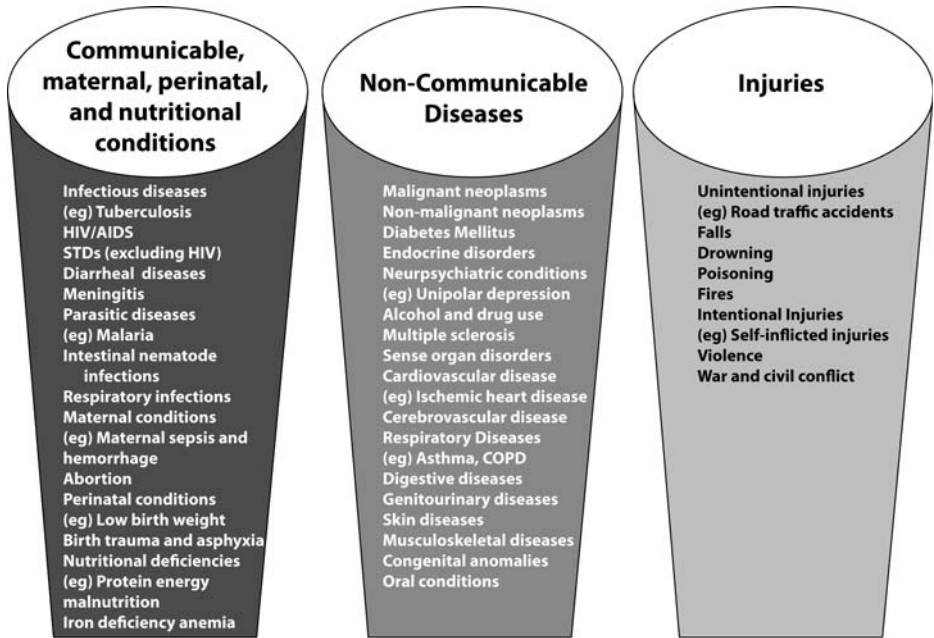 Communicable,
maternal, perinatal,
and nutritional
conditions
Infectious diseases
(eg) Tuberculosis
HIV/AIDS
STDs (excluding HIV)
Diarrheal diseases
Meningitis
Parasitic diseases
(eg) Malaria
Intestinal nematode
infections
Respiratory infections
Maternal conditions
(eg) Maternal sepsis and
hemorrhage
Abortion
Perinatal conditions
(eg) Low birth weight
Birth trauma and asphyxia
Nutritional deficiencies
(eg) Protein energy
malnutrition
Iron deficiency anemia
Non-Communicable
Diseases
Malignant neoplasms
Non-malignant neoplasms
Diabetes Mellitus
Endocrine disorders
Neurpsychiatric conditions
(eg) Unipolar depression
Alcohol and drug use
Multiple sclerosis
Sense organ disorders
Cardiovascular disease
(eg) Ischemic heart disease
Cerebrovascular disease
Respiratory Diseases
(eg) Asthma, COPD
Digestive diseases
Genitourinary diseases
Skin diseases
Musculoskeletal diseases
Congenital anomalies
Oral conditions
Injuries
Unintentional injuries
(eg) Road traffic accidents
Falls
Drowning
Poisoning
Fires
Intentional Injuries
(eg) Self-inflicted injuries
Violence
War and civil conflict